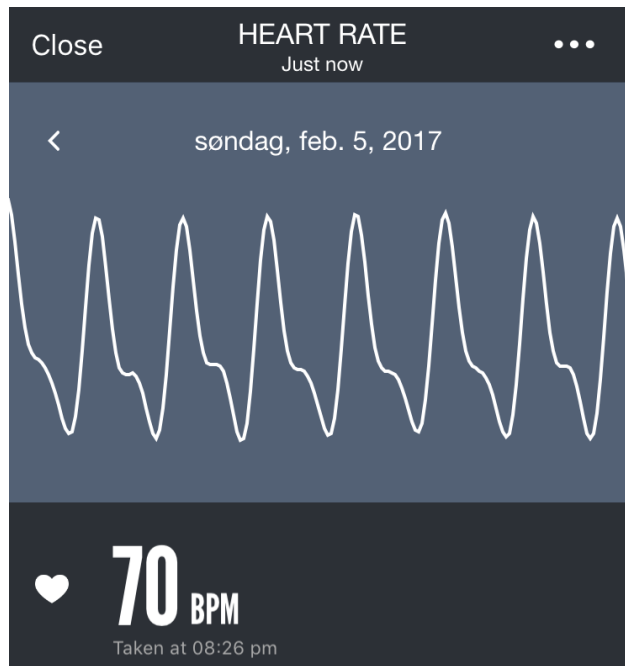 Close
HEART RATE
Just now
søndag, feb. 5, 2017
70 BPM
Taken at 08:26 pm